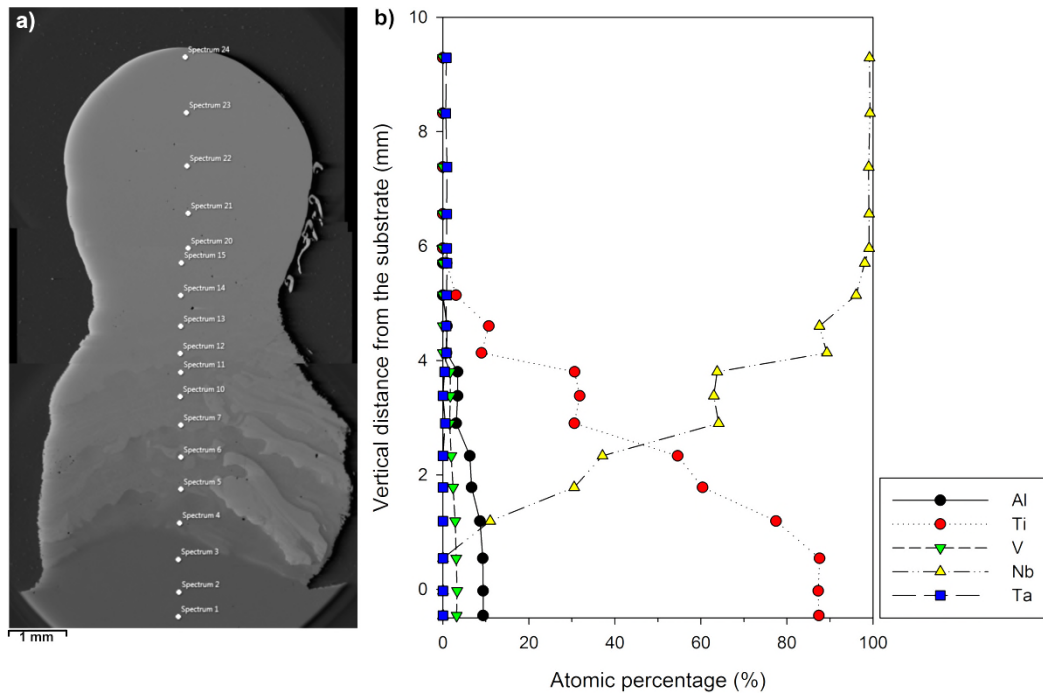 a)
Spectrum 24
Spectrum 23
Spectrum 22
Spectrum 21
Spectrum 20
Spectrum 15
Spectrum 14
Spectrum 13
Spectrum 12
Spectrum 11
Spectrum 10
Spectrum 7
Spectrum 6
Spectrum 5
Spectrum 4
Spectrum 3
Spectrum 2
Spectrum 1
1 mm
b)
Vertical distance from the substrate (mm)
10
8
6
4
2
0
0 20 40 60 80 100
Atomic percentage (%)
Al
Ti
V
Nb
Ta